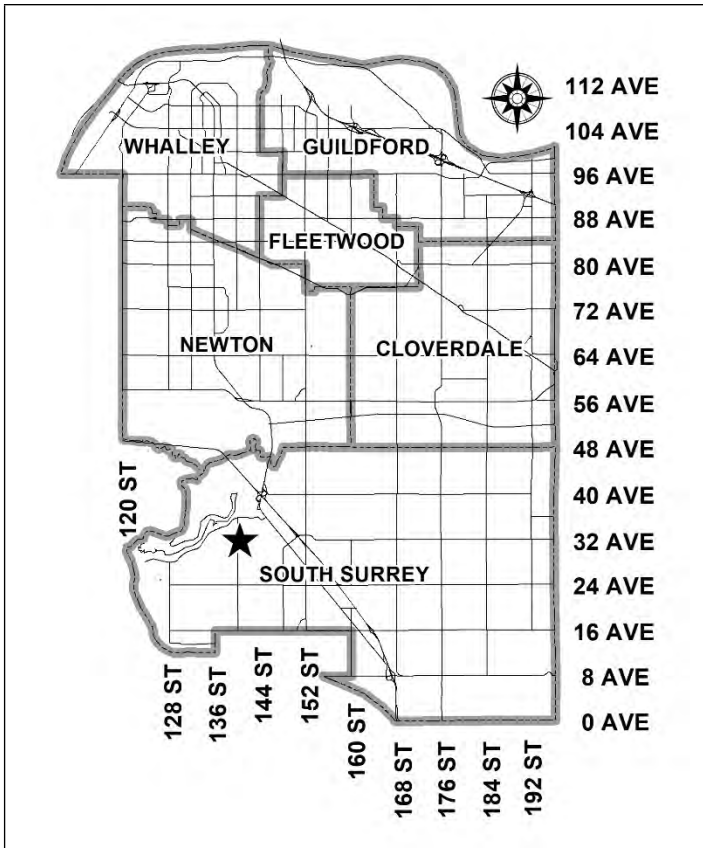 112 AVE
104 AVE
WHALLEY
GUILDFORD
96 AVE
88 AVE
FLEETWOOD
80 AVE
72 AVE
NEWTON
CLOVERDALE
64 AVE
56 AVE
48 AVE
120 ST
40 AVE
32 AVE
SOUTH SURREY
24 AVE
16 AVE
128 ST
136 ST
144 ST
152 ST
8 AVE
160 ST
0 AVE
168 ST
176 ST
184 ST
192 ST